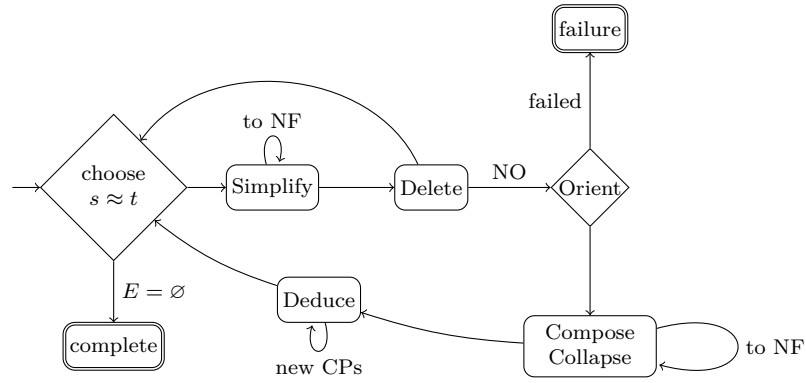 failure
failed
to NF
choose
s ≈ t
Simplify
Delete
NO
Orient
E = ∅
Deduce
complete
new CPs
Compose
Collapse
to NF